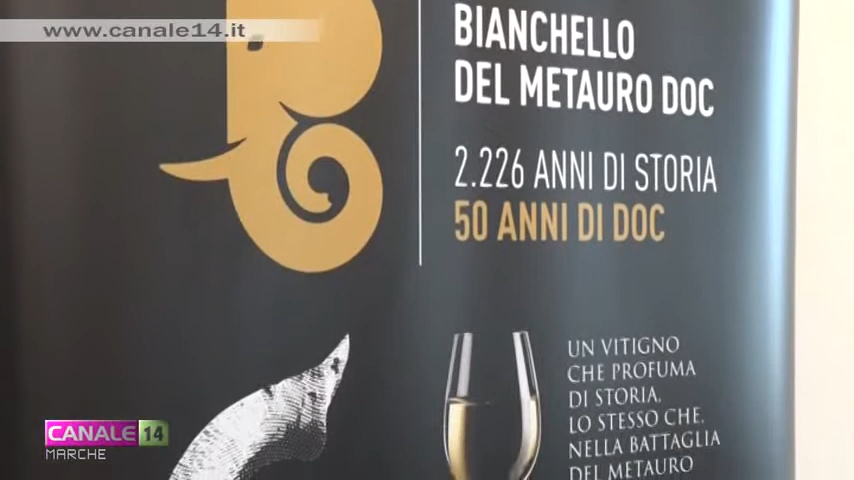 www.canale14.it
BIANCHELLO
DEL METAURO DOC
2.226 ANNI DI STORIA
50 ANNI DI DOC
UN VITIGNO
CHE PROFUMA
DI STORIA,
LO STESSO CHE,
NELLA BATTAGLIA
DEL METAURO
CANALE 14
MARCHE